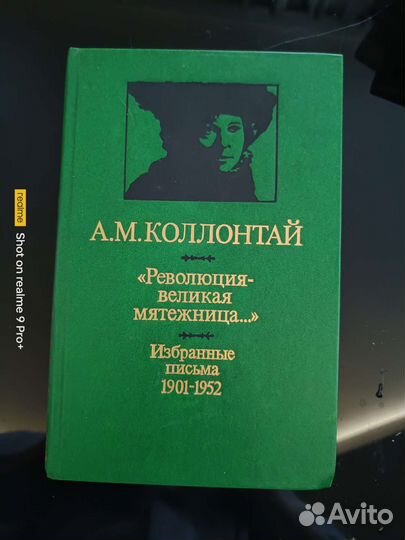 А.М.КОЛЛОНТАЙ
«Революция-
великая
мятежница...»
Избранные
письма
1901-1952
realme
Shot on realme 9 Pro+
Avito